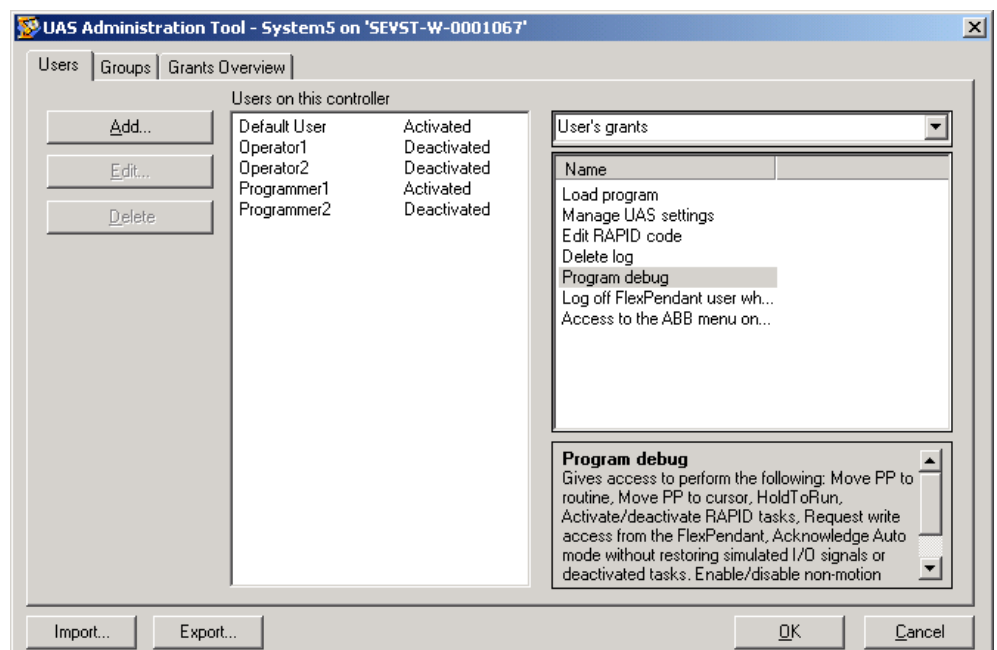 UAS Administration Tool - System5 on 'SEVST-W-0001067'
Users Groups Grants Overview
Users on this controller
Add...
Edit...
Delete
Default User Activated
Operator1 Deactivated
Operator2 Deactivated
Programmer1 Activated
Programmer2 Deactivated
User's grants
Name
Load program
Manage UAS settings
Edit RAPID code
Delete log
Program debug
Log off FlexPendant user wh...
Access to the ABB menu on...
Program debug
Gives access to perform the following: Move PP to
routine, Move PP to cursor, HoldToRun,
Activate/deactivate RAPID tasks, Request write
access from the FlexPendant, Acknowledge Auto
mode without restoring simulated I/O signals or
deactivated tasks. Enable/disable non-motion
Import... Export... OK Cancel